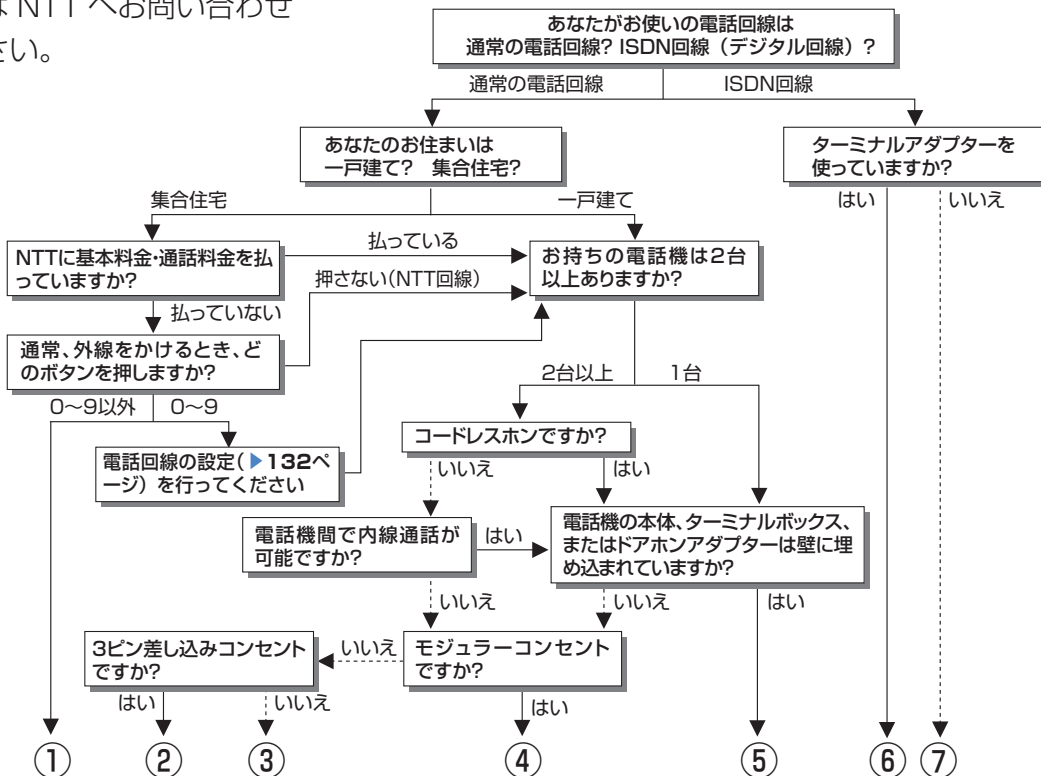 は NTT へお問い合わせ
さい。
あなたがお使いの電話回線は
通常の電話回線? ISDN回線（デジタル回線）?
通常の電話回線
ISDN回線
あなたのお住まいは
一戸建て? 集合住宅?
ターミナルアダプターを
使っていますか?
集合住宅
一戸建て
はい
いいえ
NTTに基本料金・通話料金を払
っていますか?
払っている
お持ちの電話機は2台
以上ありますか?
押さない(NTT回線)
払っていない
通常、外線をかけるとき、ど
のボタンを押しますか?
2台以上
1台
0〜9以外
0〜9
コードレスホンですか?
電話回線の設定(▶132ペ
ージ）を行ってください
いいえ
はい
電話機間で内線通話が
可能ですか?
はい
電話機の本体、ターミナルボックス、
またはドアホンアダプターは壁に埋
め込まれていますか?
いいえ
いいえ
はい
3ピン差し込みコンセント
ですか?
いいえ
モジュラーコンセント
ですか?
はい
いいえ
はい
①
②
③
④
⑤
⑥
⑦